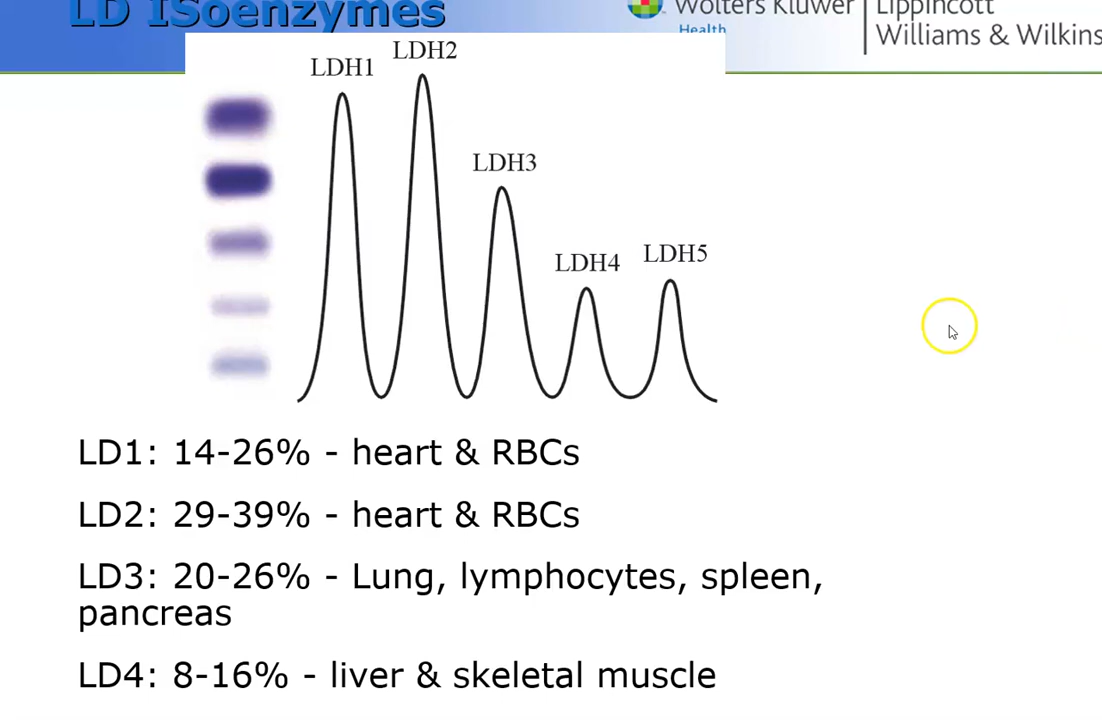 LD ISoenzymes
Wolters Kluwer
Health
Lippincott
Williams & Wilkins
LDH1
LDH2
LDH3
LDH4
LDH5
LD1: 14-26% - heart & RBCs
LD2: 29-39% - heart & RBCs
LD3: 20-26% - Lung, lymphocytes, spleen,
pancreas
LD4: 8-16% - liver & skeletal muscle